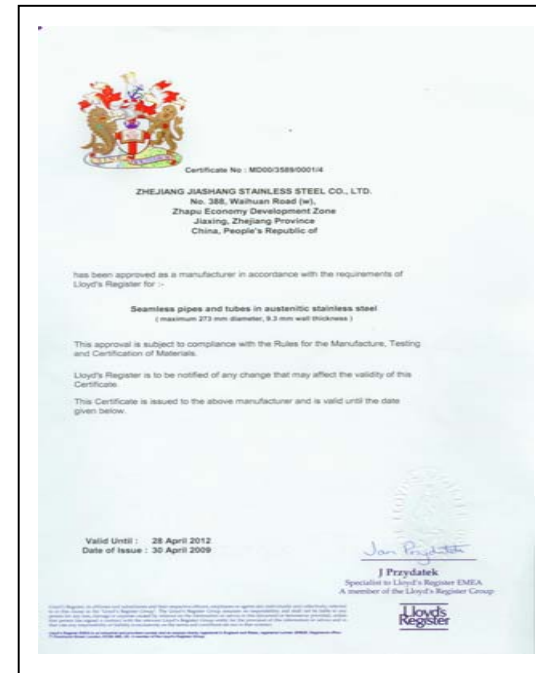 Certificate No : MD00/3589/0001/4
ZHEJIANG JIASHANG STAINLESS STEEL CO., LTD.
No. 388, Waihuan Road (w),
Zhapu Economy Development Zone
Jiaxing, Zhejiang Province
China, People's Republic of
has been approved as a manufacturer in accordance with the requirements of
Lloyd's Register for :-
Seamless pipes and tubes in austenitic stainless steel
( maximum 273 mm diameter, 9.3 mm wall thickness )
This approval is subject to compliance with the Rules for the Manufacture, Testing
and Certification of Materials.
Lloyd's Register is to be notified of any change that may affect the validity of this
Certificate.
This Certificate is issued to the above manufacturer and is valid until the date
given below.
Valid Until : 28 April 2012
Date of Issue : 30 April 2009
Jan Przydatek
J Przydatek
Specialist to Lloyd's Register EMEA
A member of the Lloyd's Register Group
Lloyd's
Register